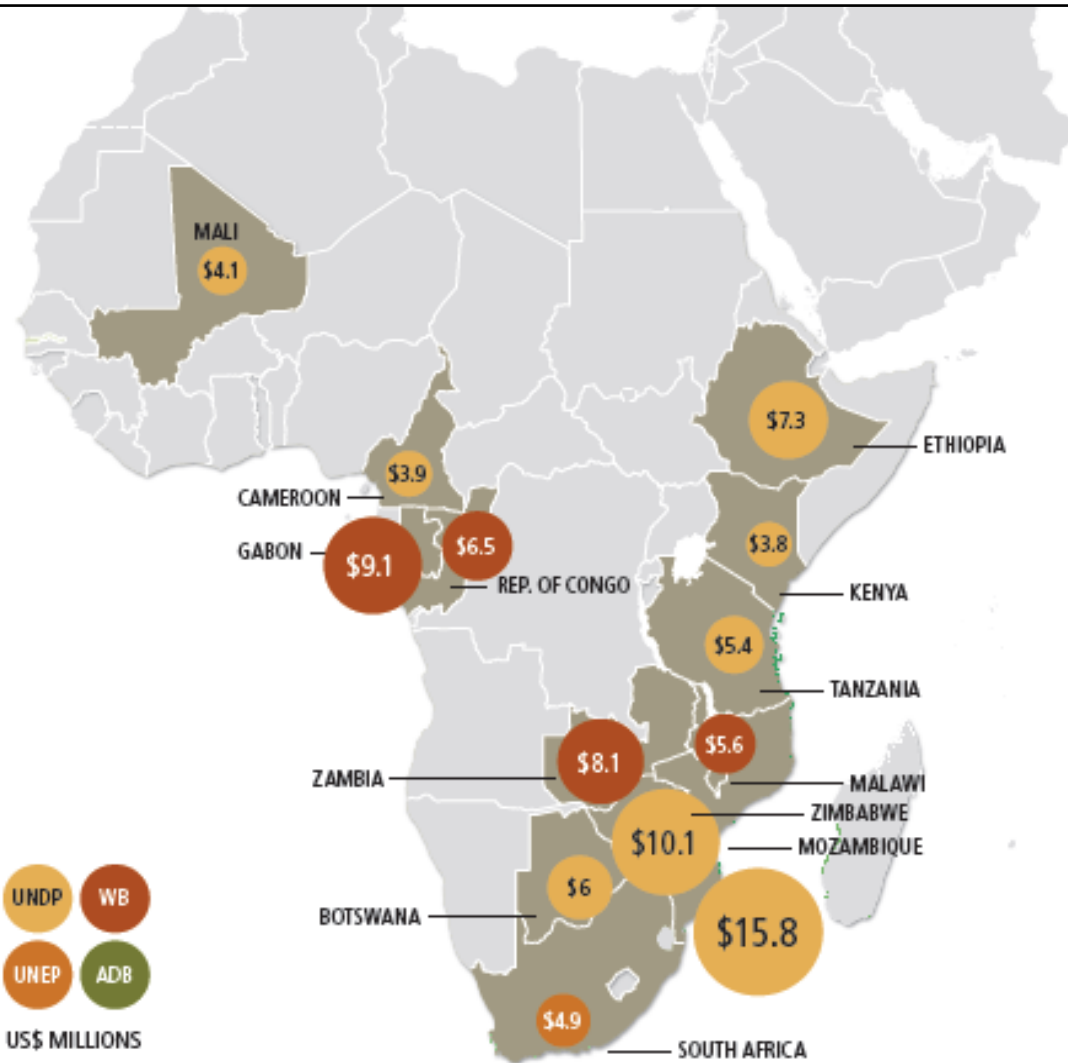 MALI
$4.1
$7.3
ETHIOPIA
$3.9
CAMEROON
$6.5
GABON
$9.1
$3.8
REP. OF CONGO
KENYA
$5.4
TANZANIA
$5.6
$8.1
ZAMBIA
MALAWI
ZIMBABWE
$10.1
MOZAMBIQUE
$6
UNDP
WB
BOTSWANA
$15.8
UNEP
ADB
$4.9
US$ MILLIONS
SOUTH AFRICA